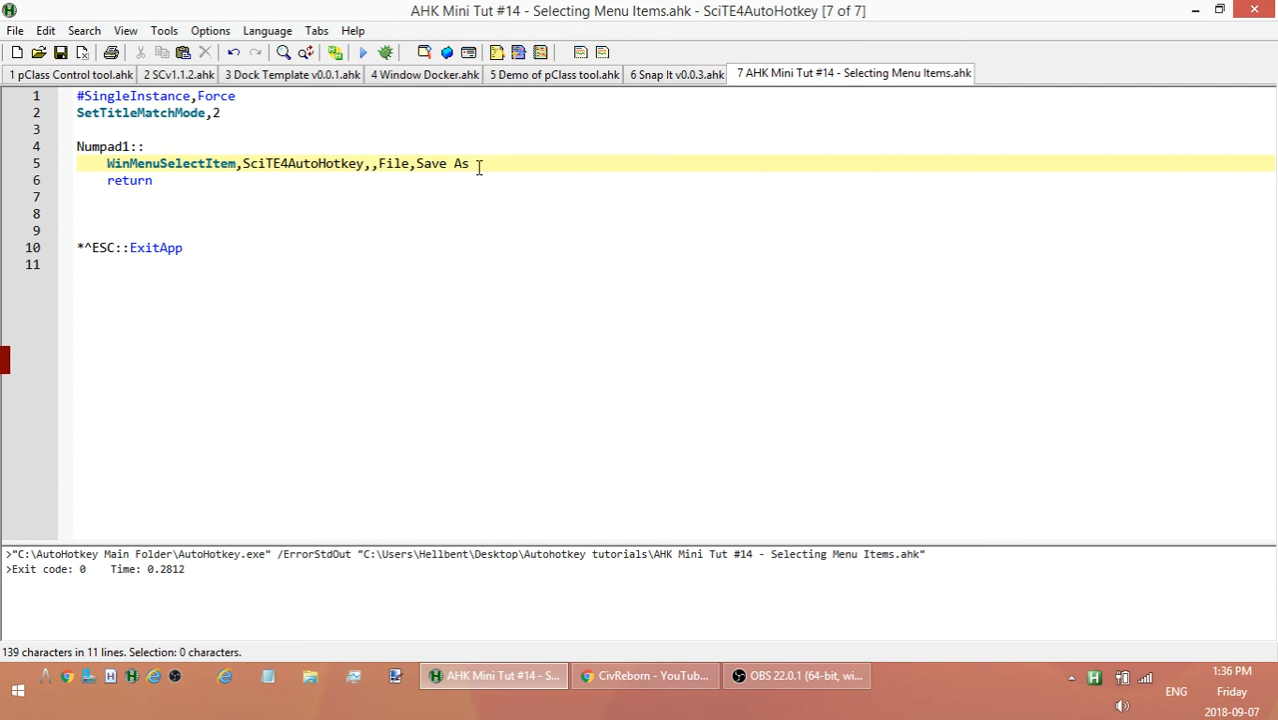 AHK Mini Tut #14 - Selecting Menu Items.ahk - SciTE4AutoHotkey [7 of 7]
File Edit Search View Tools Options Language Tabs Help
1 pClass Control tool.ahk 2 SCv1.1.2.ahk 3 Dock Template v0.0.1.ahk 4 Window Docker.ahk 5 Demo of pClass tool.ahk 6 Snap It v0.0.3.ahk 7 AHK Mini Tut #14 - Selecting Menu Items.ahk
1 #SingleInstance,Force
2 SetTitleMatchMode,2
3
4 Numpad1::
5 WinMenuSelectItem,SciTE4AutoHotkey,,File,Save As
6 return
7
8
9
10 *^ESC::ExitApp
11
>"C:\AutoHotkey Main Folder\AutoHotkey.exe" /ErrorStdOut "C:\Users\Hellbent\Desktop\Autohotkey tutorials\AHK Mini Tut #14 - Selecting Menu Items.ahk"
>Exit code: 0 Time: 0.2812
139 characters in 11 lines. Selection: 0 characters.
AHK Mini Tut #14 - S... CivReborn - YouTub... OBS 22.0.1 (64-bit, wi... ENG 1:36 PM
Friday
2018-09-07